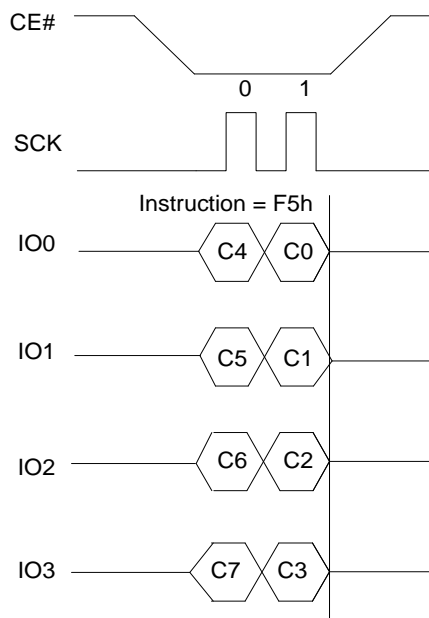 CE#
0 1
SCK
Instruction = F5h
IO0 C4 C0
IO1 C5 C1
IO2 C6 C2
IO3 C7 C3